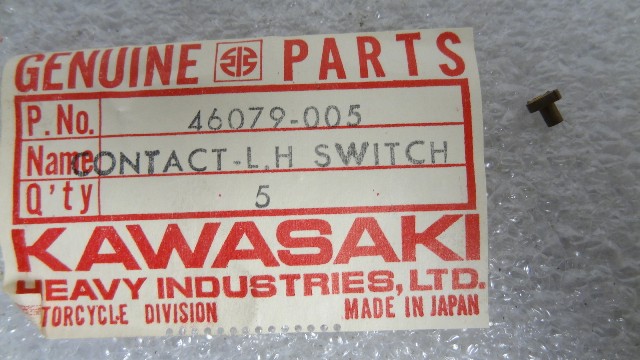 GENUINE PARTS
P.No. 46079-005
Name CONTACT-L.H SWITCH
Q'ty 5
KAWASAKI
HEAVY INDUSTRIES, LTD.
TORCYCLE DIVISION MADE IN JAPAN